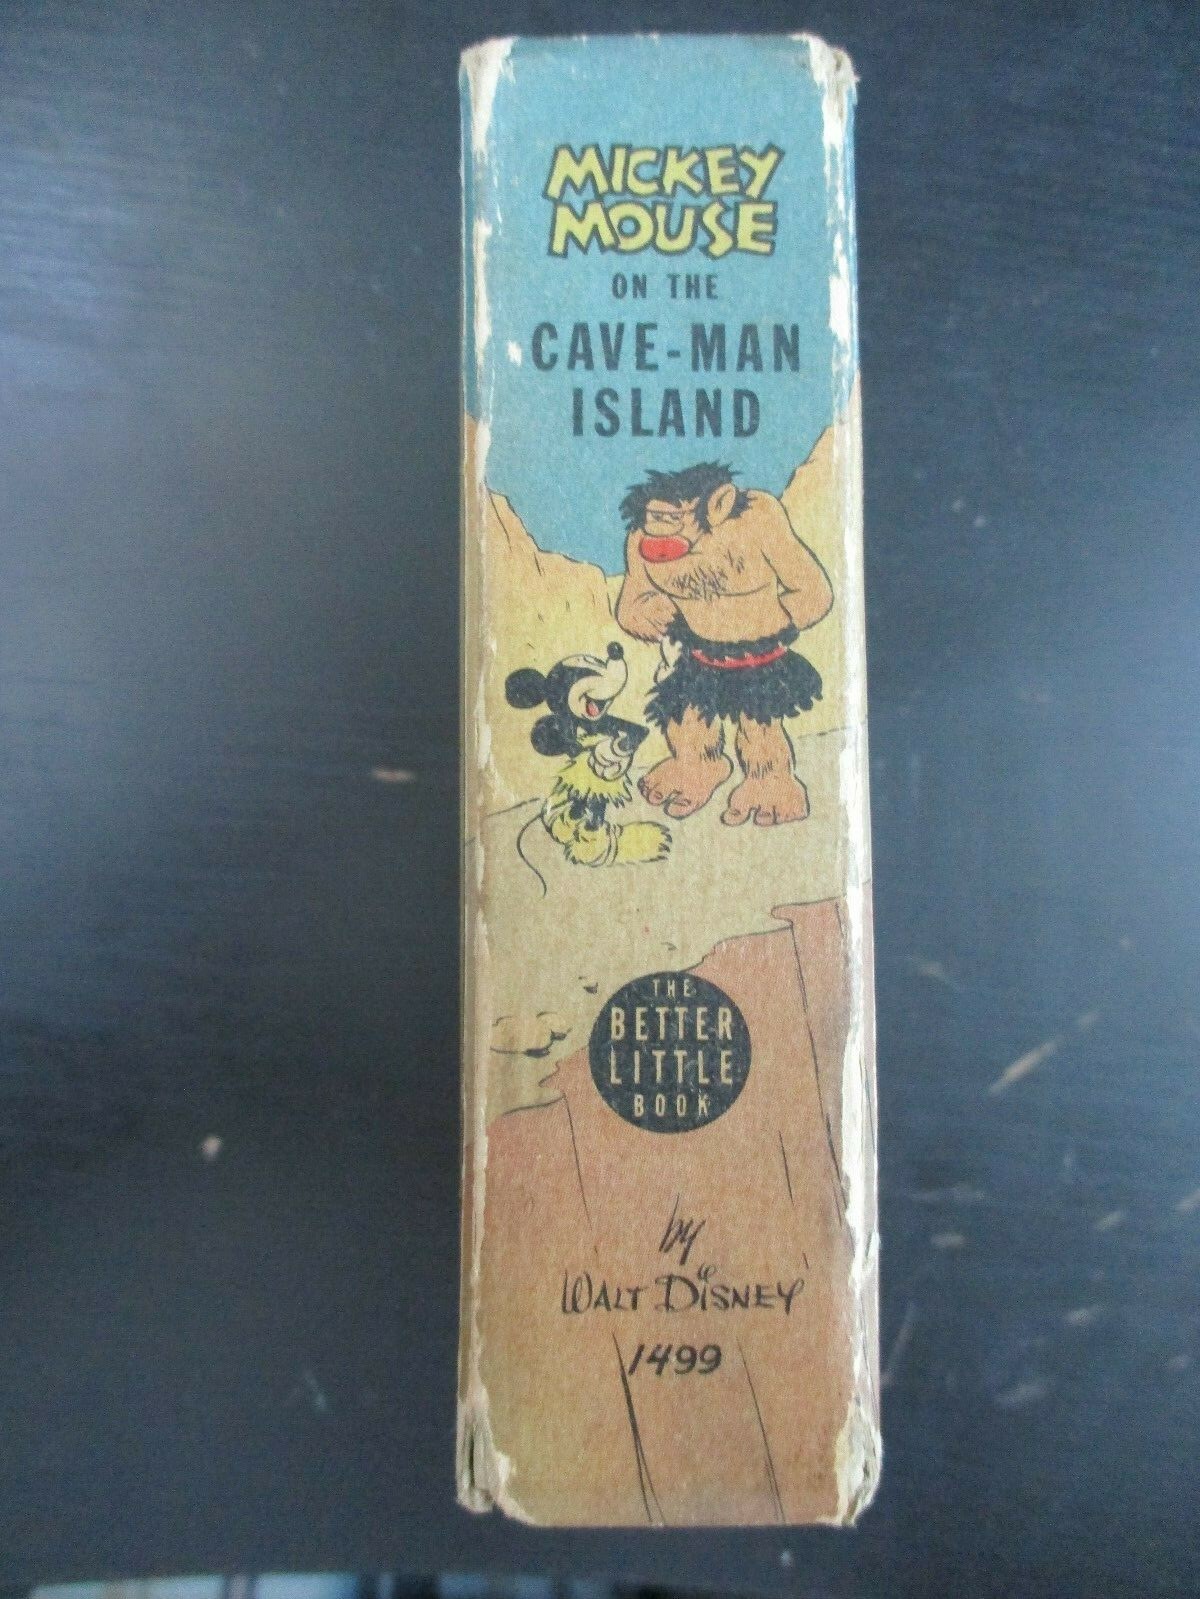 MICKEY
MOUSE
ON THE
CAVE-MAN
ISLAND
THE
BETTER
LITTLE
BOOK
by
WALT DISNEY
1499